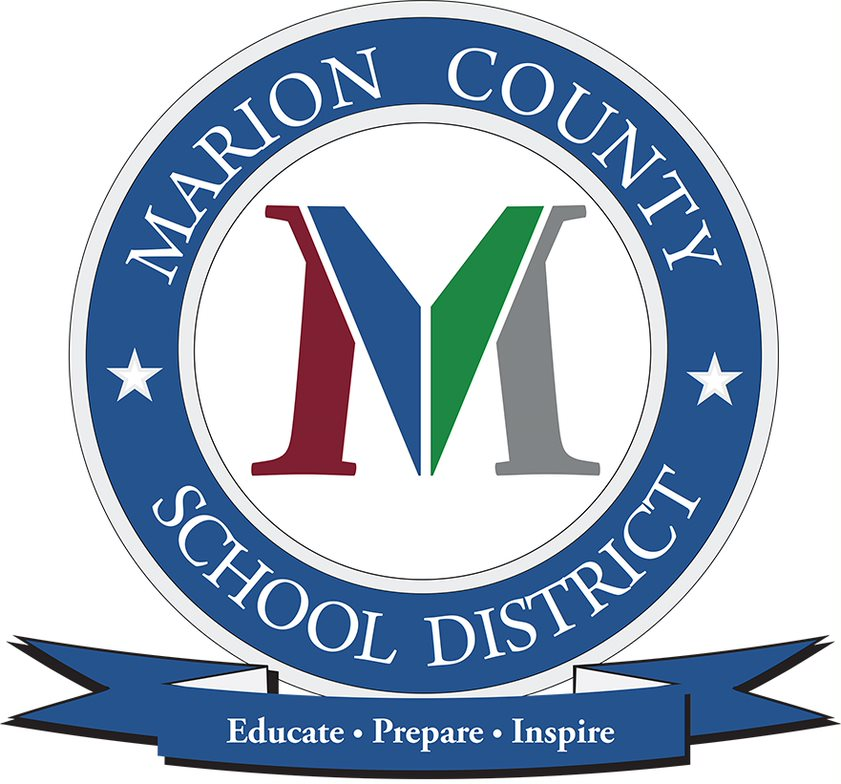 MARION COUNTY
M
SCHOOL DISTRICT
Educate • Prepare • Inspire